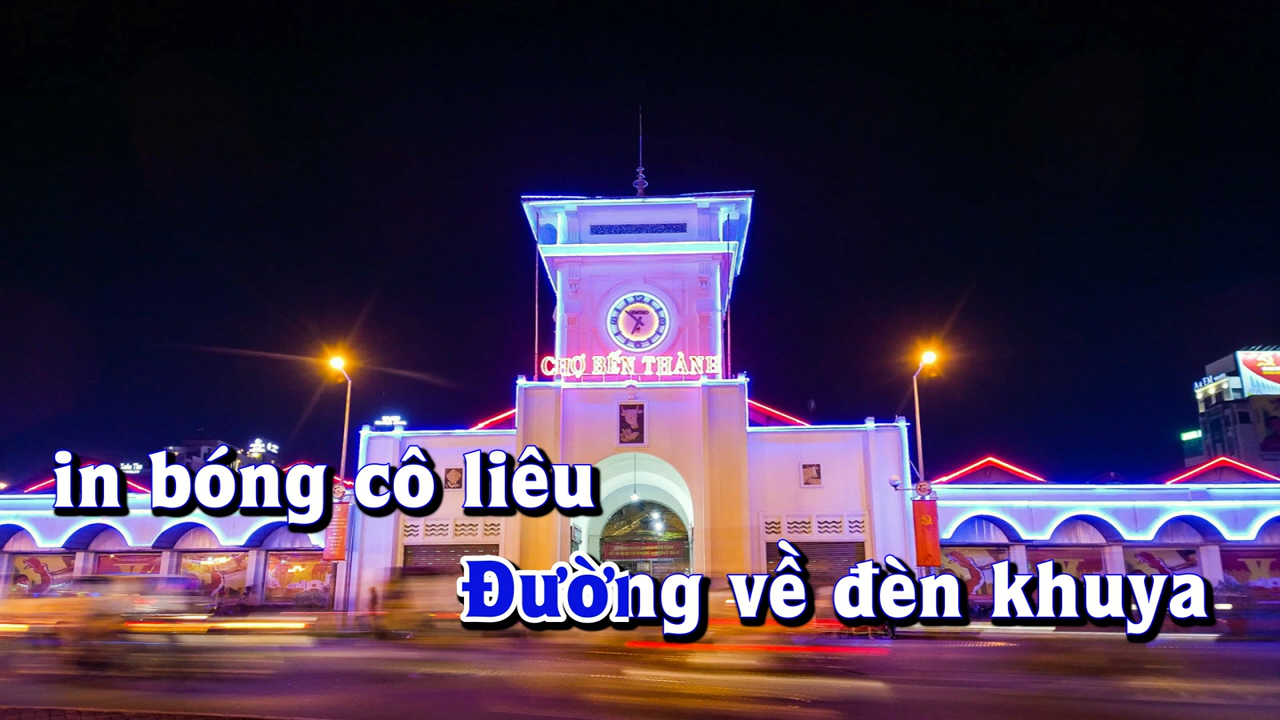 CHỢ BẾN THÀNH
in bóng cô liêu
Đường về đèn khuya